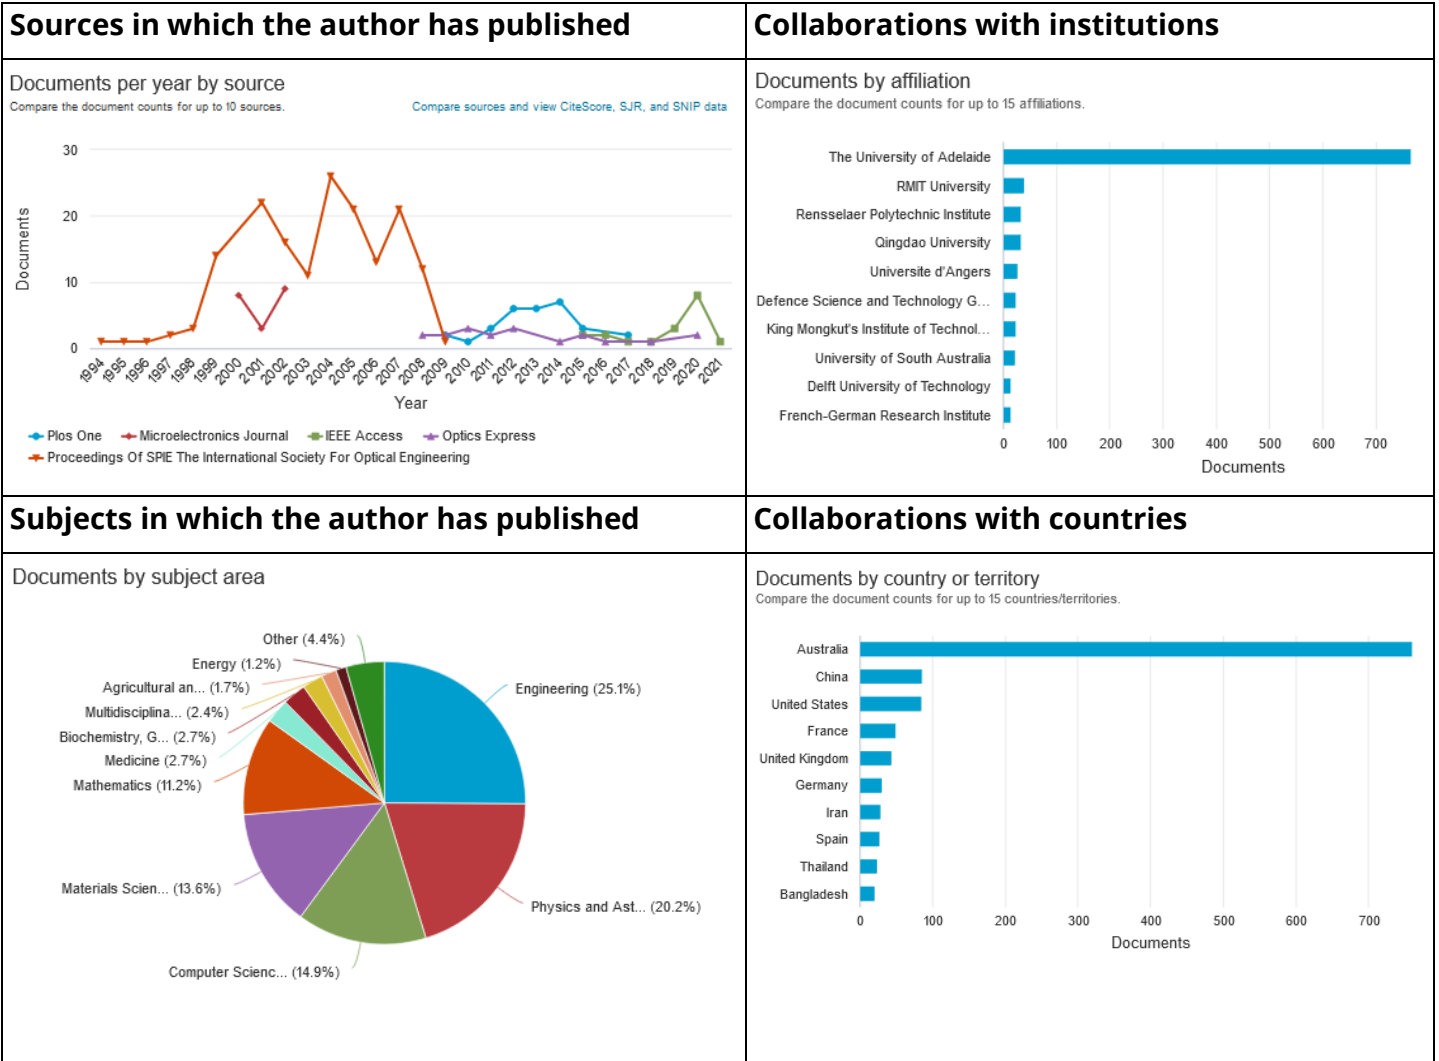 Sources in which the author has published
Documents per year by source
Compare the document counts for up to 10 sources.
Compare sources and view CiteScore, SJR, and SNIP data
30
20
10
0
Documents
1994
1995
1996
1997
1998
1999
2000
2001
2002
2003
2004
2005
2006
2007
2008
2009
2010
2011
2012
2013
2014
2015
2016
2017
2018
2019
2020
2021
Year
Plos One
Microelectronics Journal
IEEE Access
Optics Express
Proceedings Of SPIE The International Society For Optical Engineering
Collaborations with institutions
Documents by affiliation
Compare the document counts for up to 15 affiliations.
The University of Adelaide
RMIT University
Rensselaer Polytechnic Institute
Qingdao University
Universite d'Angers
Defence Science and Technology G...
King Mongkut's Institute of Technol...
University of South Australia
Delft University of Technology
French-German Research Institute
0 100 200 300 400 500 600 700
Documents
Subjects in which the author has published
Documents by subject area
Other (4.4%)
Energy (1.2%)
Agricultural an... (1.7%)
Multidisciplina... (2.4%)
Biochemistry, G... (2.7%)
Medicine (2.7%)
Mathematics (11.2%)
Materials Scien... (13.6%)
Computer Scienc... (14.9%)
Physics and Ast... (20.2%)
Engineering (25.1%)
Collaborations with countries
Documents by country or territory
Compare the document counts for up to 15 countries/territories.
Australia
China
United States
France
United Kingdom
Germany
Iran
Spain
Thailand
Bangladesh
0 100 200 300 400 500 600 700
Documents